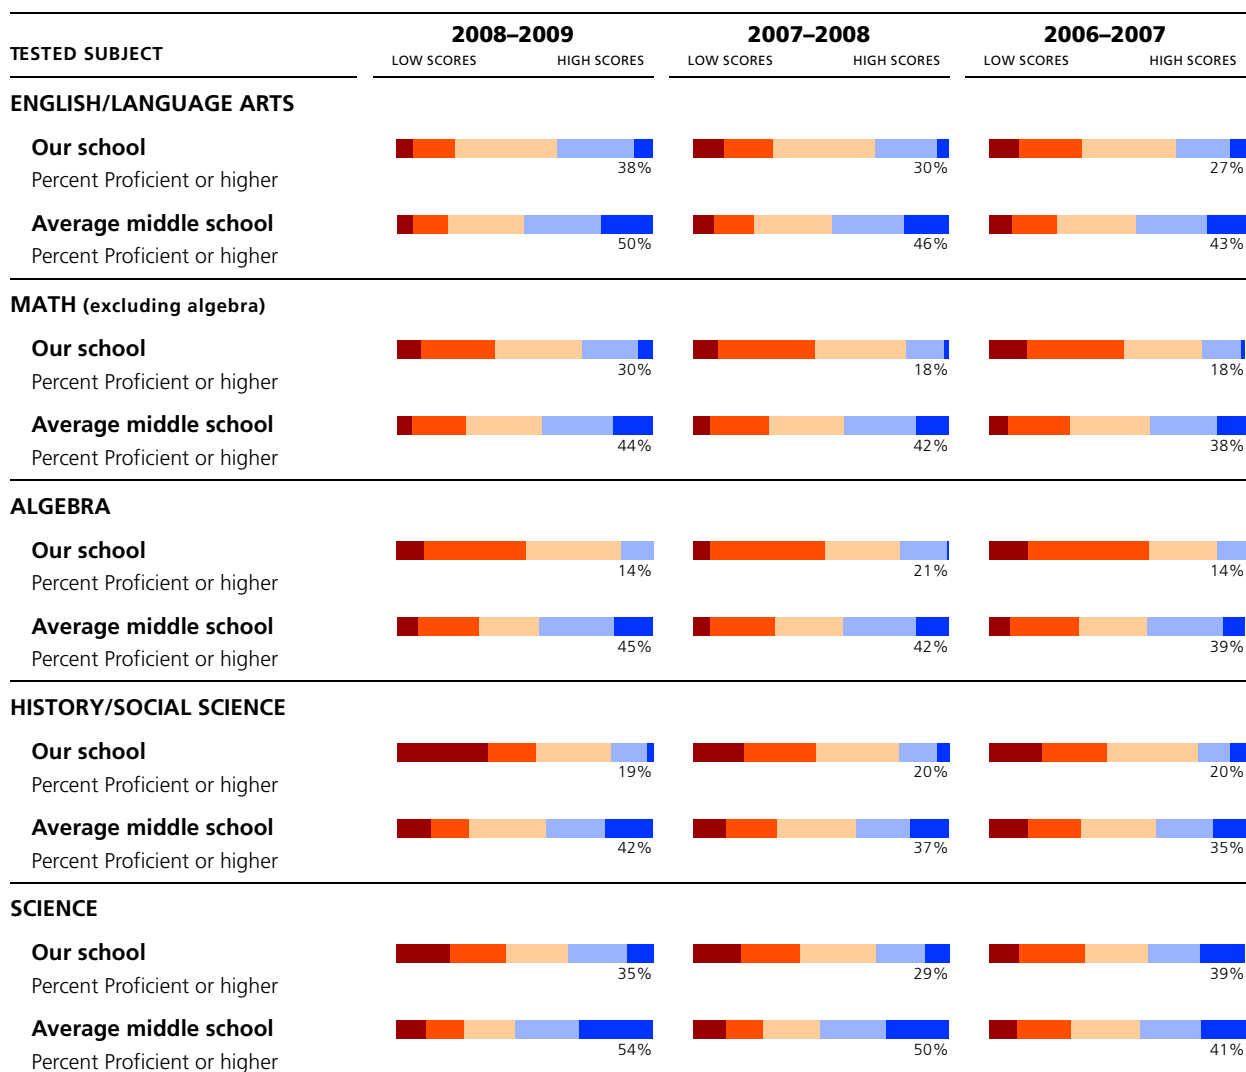 TESTED SUBJECT 2008–2009 2007–2008 2006–2007
LOW SCORES HIGH SCORES LOW SCORES HIGH SCORES LOW SCORES HIGH SCORES
ENGLISH/LANGUAGE ARTS
Our school
Percent Proficient or higher 38% 30% 27%
Average middle school
Percent Proficient or higher 50% 46% 43%
MATH (excluding algebra)
Our school
Percent Proficient or higher 30% 18% 18%
Average middle school
Percent Proficient or higher 44% 42% 38%
ALGEBRA
Our school
Percent Proficient or higher 14% 21% 14%
Average middle school
Percent Proficient or higher 45% 42% 39%
HISTORY/SOCIAL SCIENCE
Our school
Percent Proficient or higher 19% 20% 20%
Average middle school
Percent Proficient or higher 42% 37% 35%
SCIENCE
Our school
Percent Proficient or higher 35% 29% 39%
Average middle school
Percent Proficient or higher 54% 50% 41%